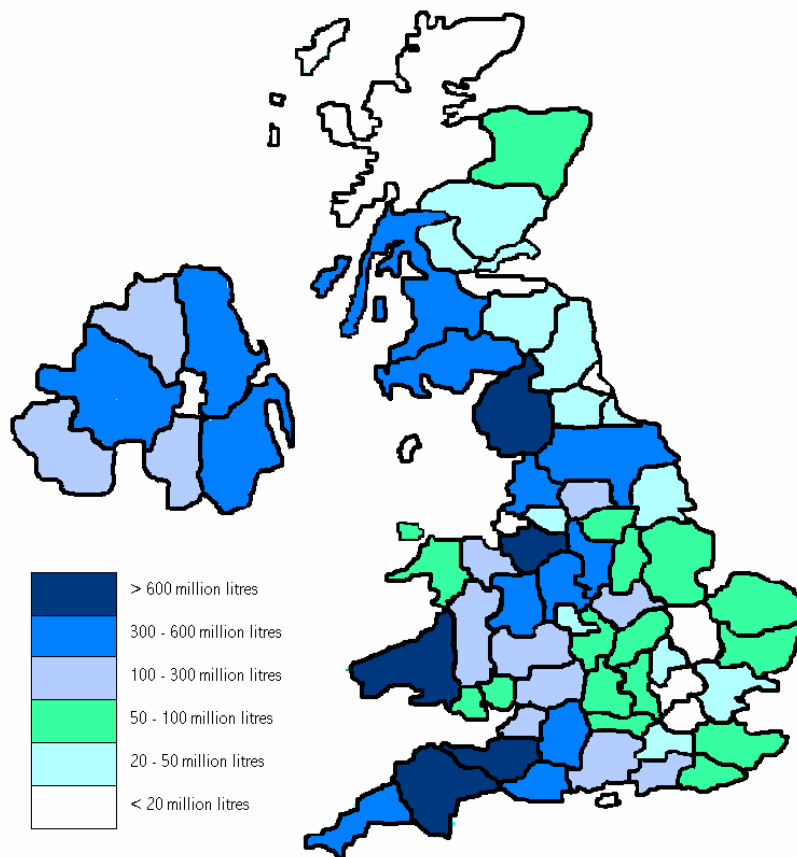 > 600 million litres
300 - 600 million litres
100 - 300 million litres
50 - 100 million litres
20 - 50 million litres
< 20 million litres